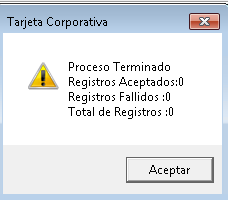 Tarjeta Corporativa
Proceso Terminado
Registros Aceptados:0
Registros Fallidos :0
Total de Registros :0
Aceptar